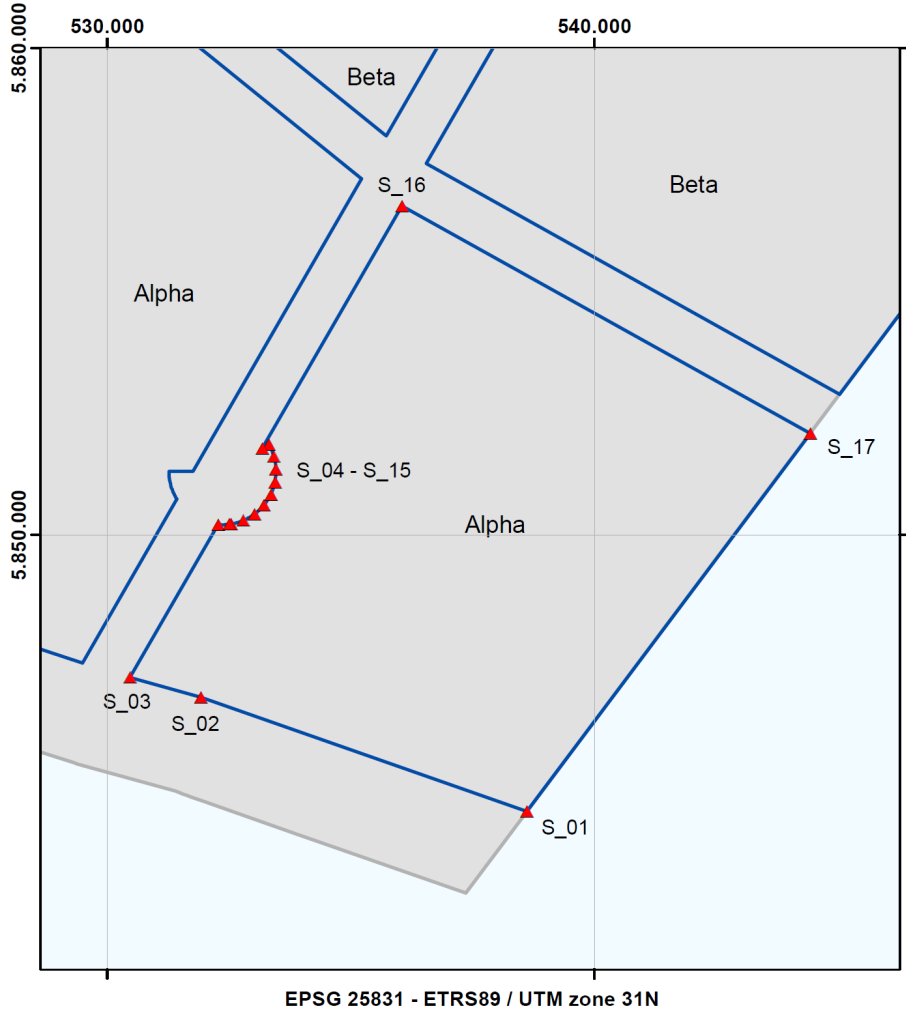 530.000
540.000
5.860.000
Beta
Beta
S_16
Alpha
S_04 - S_15
S_17
Alpha
5.850.000
S_03
S_02
S_01
EPSG 25831 - ETRS89 / UTM zone 31N